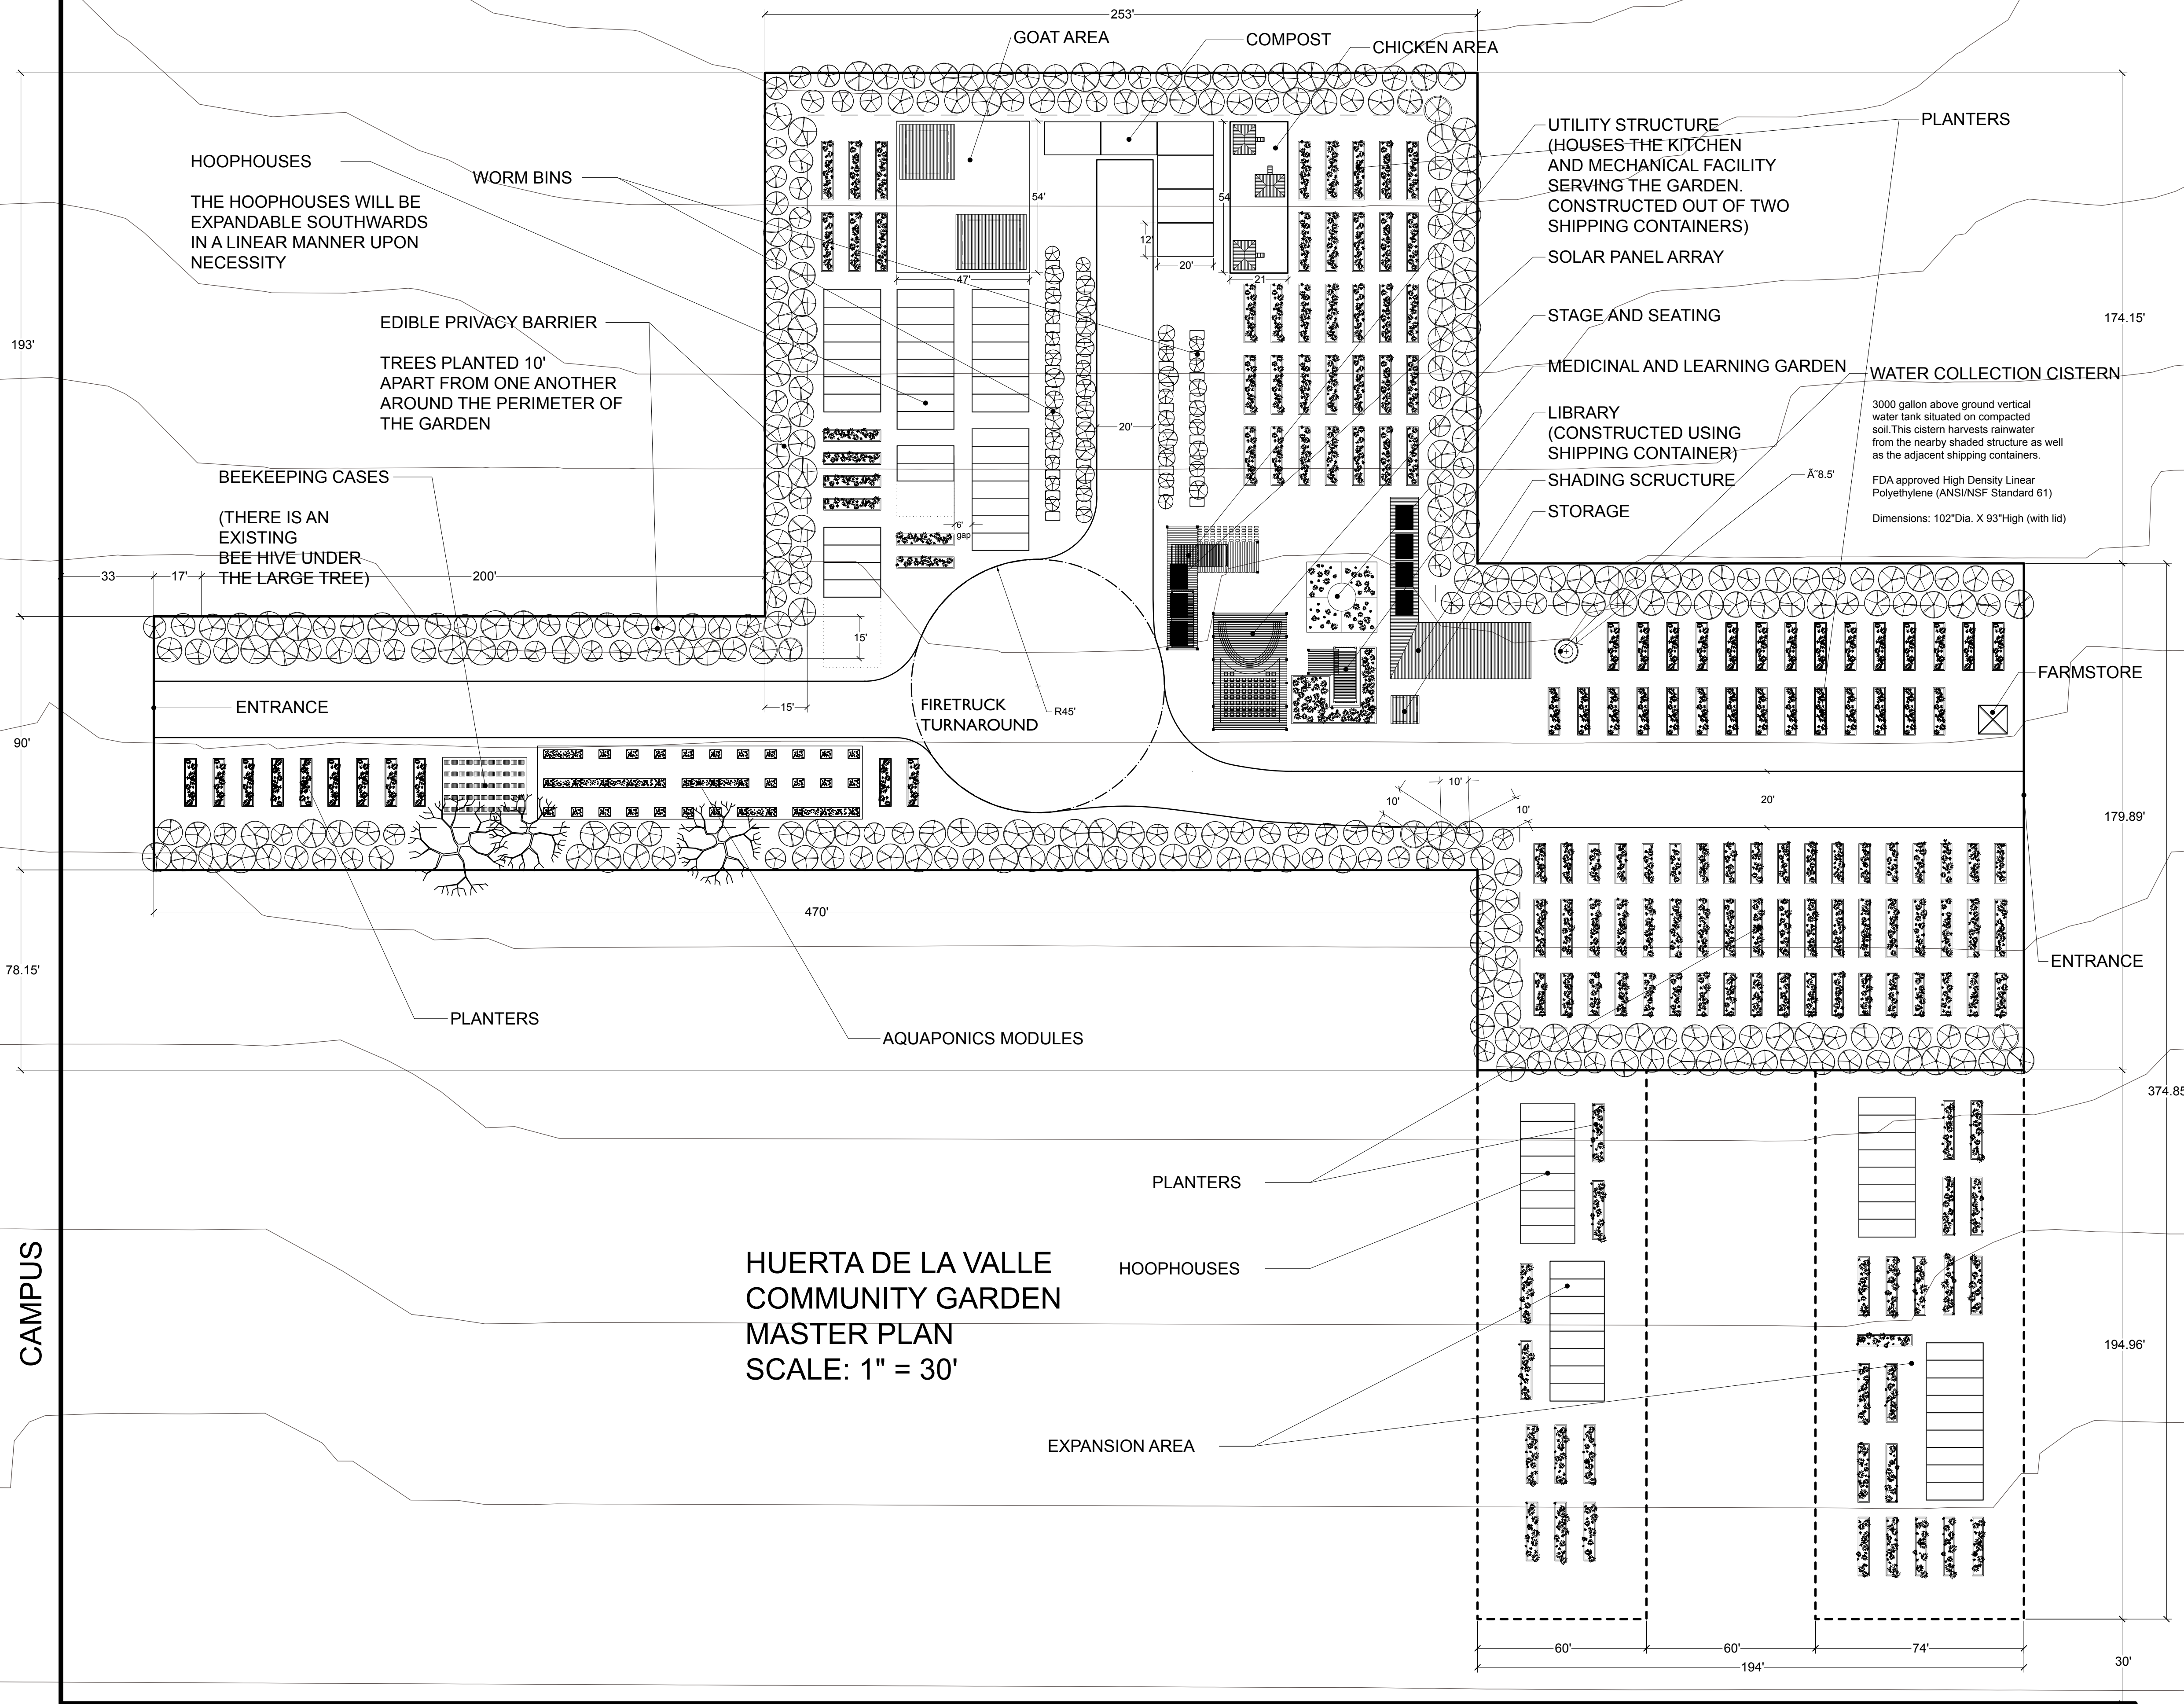 253'
GOAT AREA
COMPOST
CHICKEN AREA
HOOPHOUSES
THE HOOPHOUSES WILL BE
EXPANDABLE SOUTHWARDS
IN A LINEAR MANNER UPON
NECESSITY
WORM BINS
EDIBLE PRIVACY BARRIER
TREES PLANTED 10'
APART FROM ONE ANOTHER
AROUND THE PERIMETER OF
THE GARDEN
BEEKEEPING CASES
(THERE IS AN
EXISTING
BEE HIVE UNDER
THE LARGE TREE)
193'
33
17'
200'
54'
47'
12'
20'
54
21
20'
6'
gap
15'
15'
UTILITY STRUCTURE
(HOUSES THE KITCHEN
AND MECHANICAL FACILITY
SERVING THE GARDEN.
CONSTRUCTED OUT OF TWO
SHIPPING CONTAINERS)
SOLAR PANEL ARRAY
STAGE AND SEATING
MEDICINAL AND LEARNING GARDEN
LIBRARY
(CONSTRUCTED USING
SHIPPING CONTAINER)
SHADING SCRUCTURE
STORAGE
PLANTERS
174.15'
WATER COLLECTION CISTERN
3000 gallon above ground vertical
water tank situated on compacted
soil.This cistern harvests rainwater
from the nearby shaded structure as well
as the adjacent shipping containers.
FDA approved High Density Linear
Polyethylene (ANSI/NSF Standard 61)
Dimensions: 102"Dia. X 93"High (with lid)
Ø8.5'
FARMSTORE
ENTRANCE
FIRETRUCK
TURNAROUND
R45'
90'
10'
10'
10'
20'
179.89'
470'
78.15'
ENTRANCE
PLANTERS
AQUAPONICS MODULES
374.85
PLANTERS
HOOPHOUSES
EXPANSION AREA
CAMPUS
HUERTA DE LA VALLE
COMMUNITY GARDEN
MASTER PLAN
SCALE: 1" = 30'
194.96'
60'
60'
74'
194'
30'